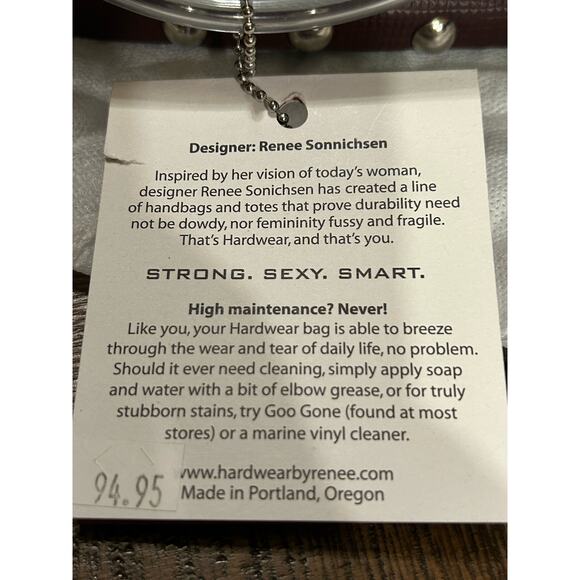 Designer: Renee Sonnichsen
Inspired by her vision of today's woman,
designer Renee Sonichsen has created a line
of handbags and totes that prove durability need
not be dowdy, nor femininity fussy and fragile.
That's Hardwear, and that's you.
STRONG. SEXY. SMART.
High maintenance? Never!
Like you, your Hardwear bag is able to breeze
through the wear and tear of daily life, no problem.
Should it ever need cleaning, simply apply soap
and water with a bit of elbow grease, or for truly
stubborn stains, try Goo Gone (found at most
stores) or a marine vinyl cleaner.
www.hardwearbyrenee.com
Made in Portland, Oregon
94.95